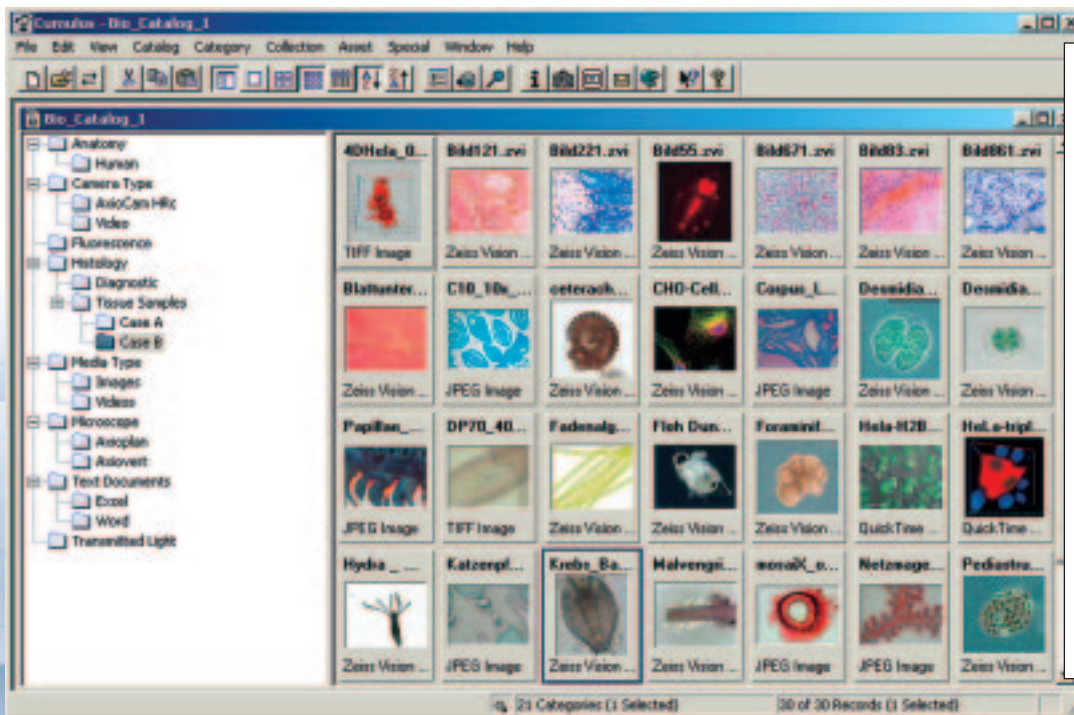 Cumulus - Bio_Catalog_1
File Edit View Catalog Category Collection Asset Special Window Help
Bio_Catalog_1
Anatomy
Human
Camera Type
AxioCam HRc
Video
Fluorescence
Histology
Diagnostic
Tissue Samples
Case A
Case B
Media Type
Images
Videos
Microscope
Axioplan
Axiovert
Text Documents
Excel
Word
Transmitted Light
4DHela_0... Bild121.zvi Bild221.zvi Bild55.zvi Bild671.zvi Bild83.zvi Bild861.zvi
TIFF Image Zeiss Vision ... Zeiss Vision ... Zeiss Vision ... Zeiss Vision ... Zeiss Vision ... Zeiss Vision ...
Blattunter... C10_10x_... ceterach... CHO-Cell... Corpus_L... Desmidia... Desmidia...
Zeiss Vision ... JPEG Image Zeiss Vision ... Zeiss Vision ... JPEG Image Zeiss Vision ... Zeiss Vision ...
Papillae_... DP70_40... Fadenalg... Floh Dun... Foraminif... Hela-H2B... HeLa-tripl...
JPEG Image TIFF Image Zeiss Vision ... Zeiss Vision ... Zeiss Vision ... QuickTime ... QuickTime ...
Hydra _ ... Katzenpf... Krebs_Ba... Malvengri... mosaiX_o... Netzmage... Pediastru...
Zeiss Vision ... JPEG Image Zeiss Vision ... Zeiss Vision ... JPEG Image JPEG Image Zeiss Vision ...
21 Categories (1 Selected) 30 of 30 Records (1 Selected)